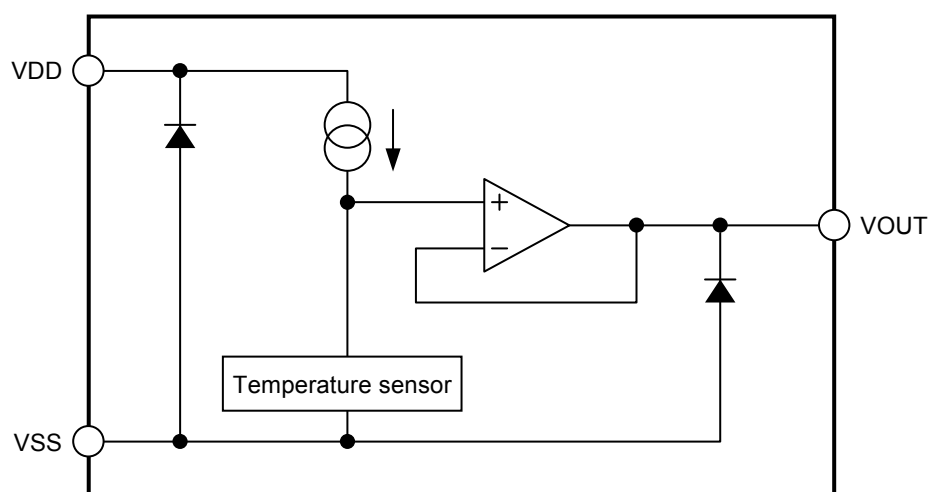 VDD
+
−
VOUT
Temperature sensor
VSS